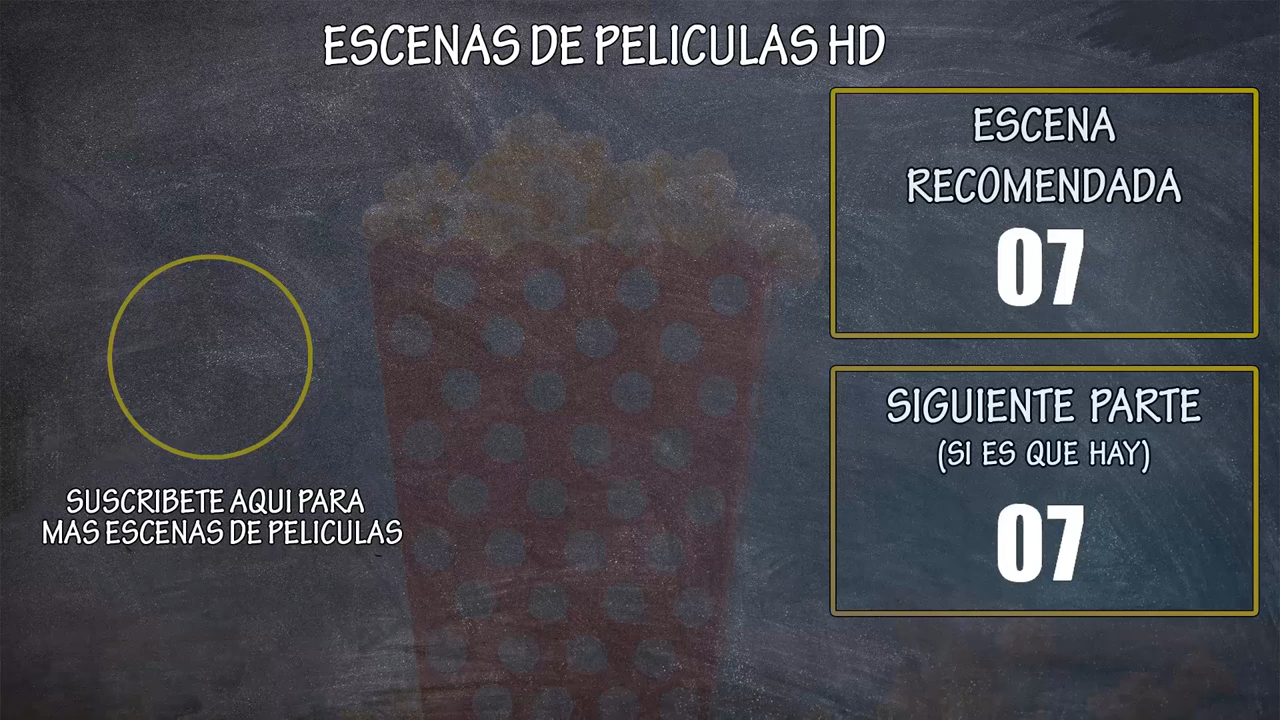 ESCENAS DE PELICULAS HD
ESCENA
RECOMENDADA
07
SIGUIENTE PARTE
(SI ES QUE HAY)
07
SUSCRIBETE AQUI PARA
MAS ESCENAS DE PELICULAS